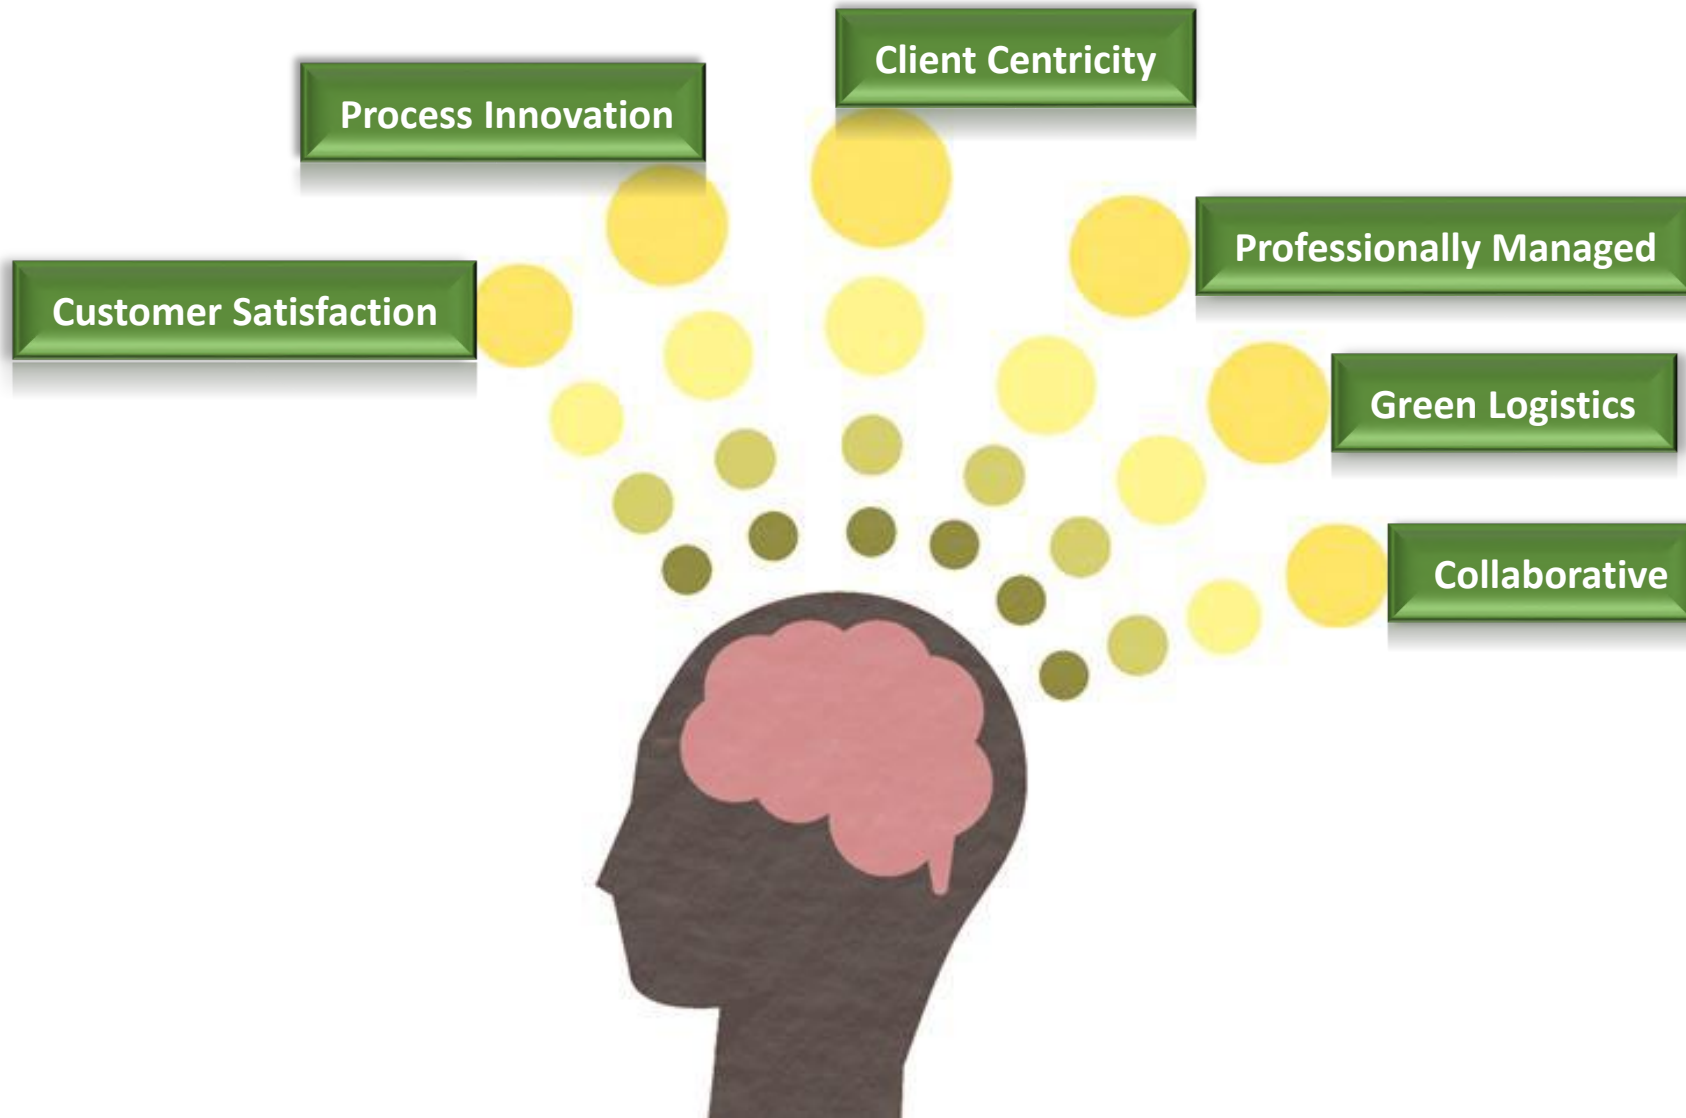 Client Centricity
Process Innovation
Professionally Managed
Customer Satisfaction
Green Logistics
Collaborative